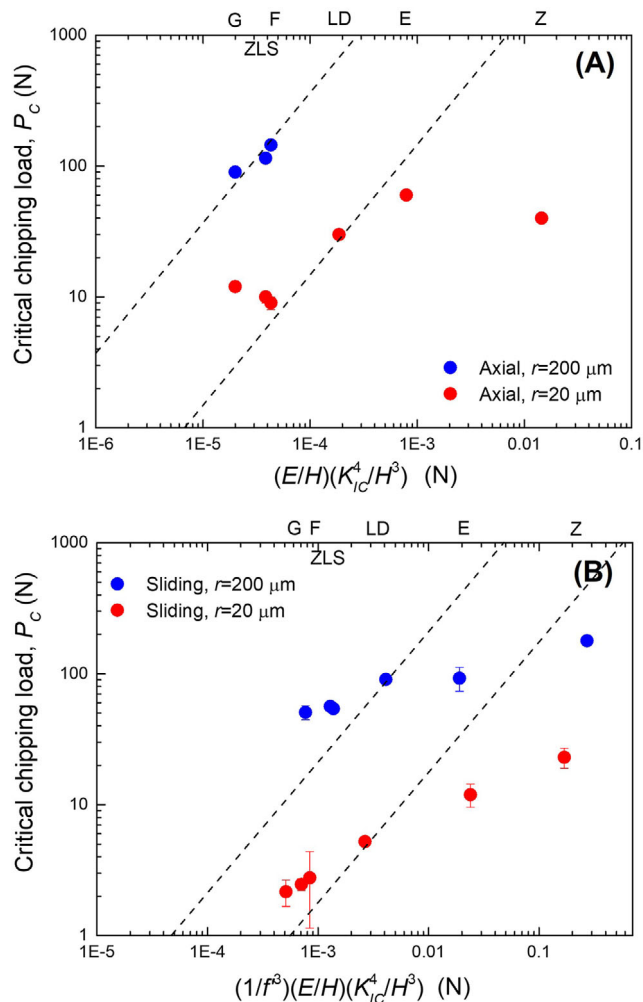 G F LD E Z
ZLS
(A)
1000
100
10
1
Critical chipping load, P_C (N)
Axial, r=200 μm
Axial, r=20 μm
1E-6 1E-5 1E-4 1E-3 0.01 0.1
(E/H)(K_IC^4/H^3) (N)
G F LD E Z
ZLS
(B)
Sliding, r=200 μm
Sliding, r=20 μm
1000
100
10
1
Critical chipping load, P_C (N)
1E-5 1E-4 1E-3 0.01 0.1
(1/f'^3)(E/H)(K_IC^4/H^3) (N)